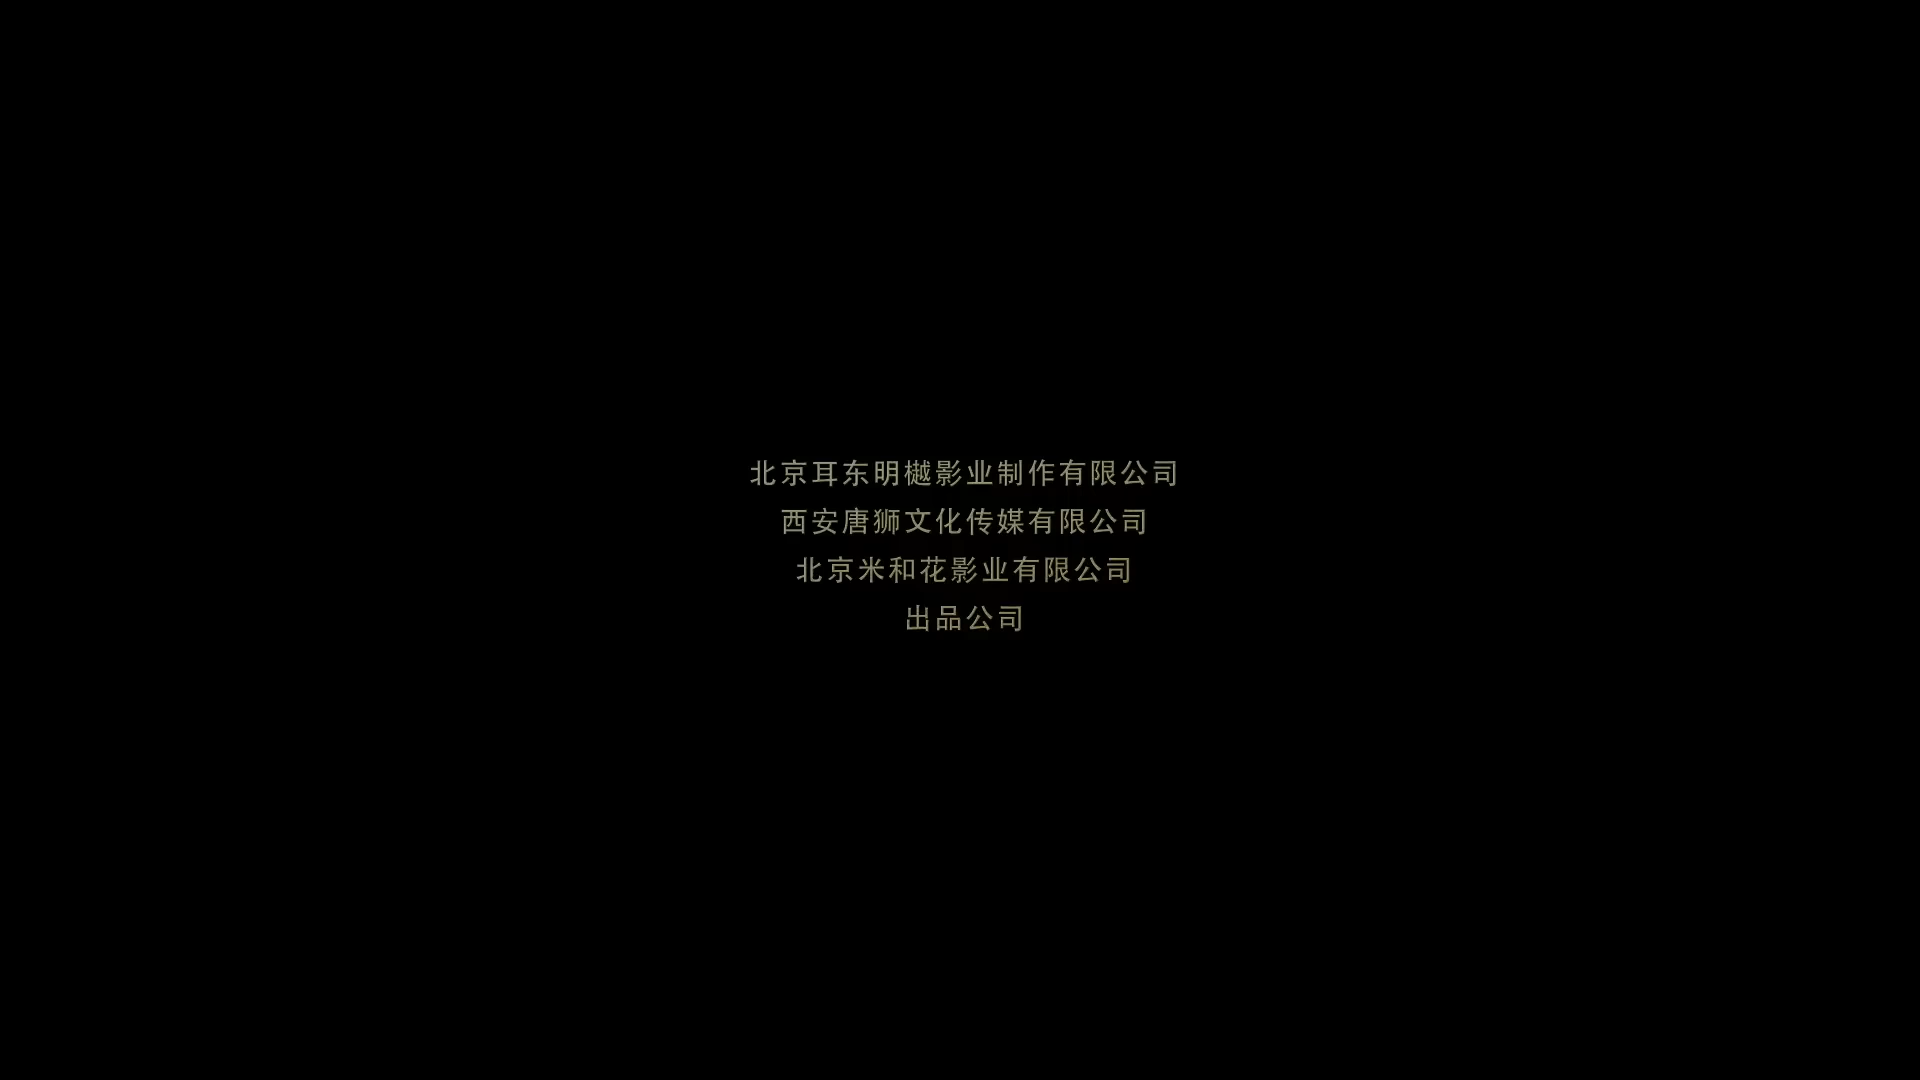 北京耳东明樾影业制作有限公司
西安唐狮文化传媒有限公司
北京米和花影业有限公司
出品公司